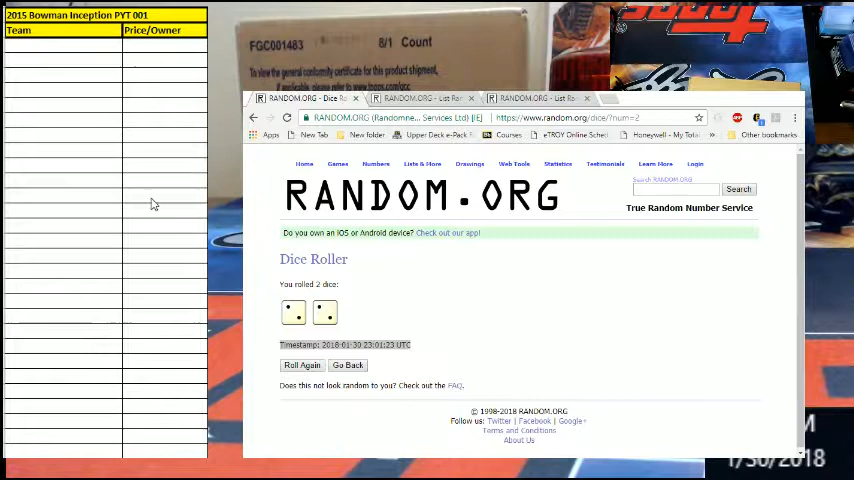 2015 Bowman Inception PYT 001
Team Price/Owner
FGC001483 8/1 Count
To view the general conformity certificate for this product shipment,
RANDOM.ORG - Dice Ro
RANDOM.ORG - List Ran
RANDOM.ORG - List Ran
RANDOM.ORG (Randomne... Services Ltd) [IE] https://www.random.org/dice/?num=2
Apps New Tab New folder Upper Deck e-Pack Courses eTROY Online Sched Honeywell - My Total Other bookmarks
Home Games Numbers Lists & More Drawings Web Tools Statistics Testimonials Learn More Login
RANDOM.ORG
Search RANDOM.ORG
Search
True Random Number Service
Do you own an iOS or Android device? Check out our app!
Dice Roller
You rolled 2 dice:
Timestamp: 2018-01-30 23:01:23 UTC
Roll Again Go Back
Does this not look random to you? Check out the FAQ.
© 1998-2018 RANDOM.ORG
Follow us: Twitter | Facebook | Google+
Terms and Conditions
About Us
M
1/30/2018